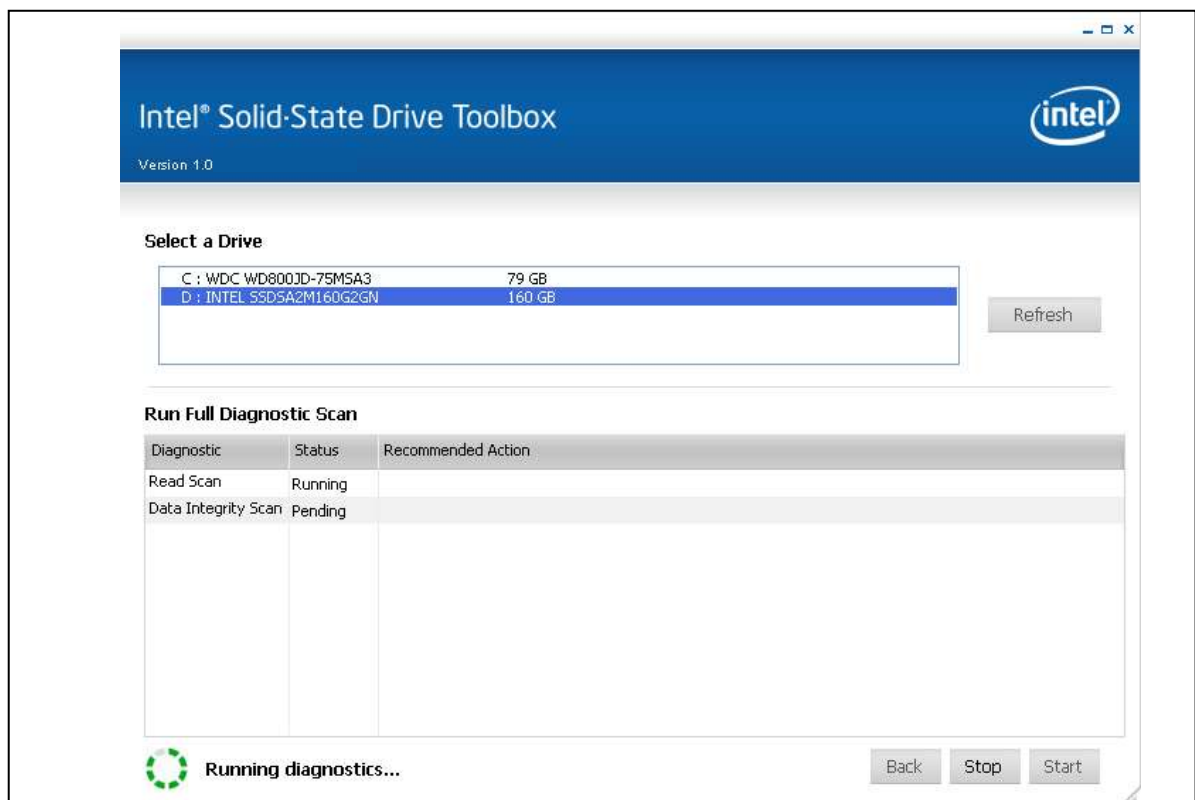 Intel® Solid-State Drive Toolbox
intel
Version 1.0
Select a Drive
C : WDC WD800JD-75MSA3 79 GB
D : INTEL SSDSA2M160G2GN 160 GB
Refresh
Run Full Diagnostic Scan
Diagnostic Status Recommended Action
Read Scan Running
Data Integrity Scan Pending
Running diagnostics... Back Stop Start